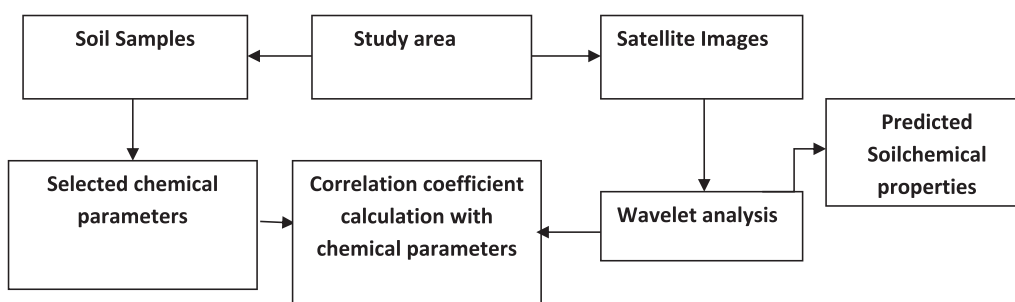 Soil Samples
Study area
Satellite Images
Predicted
Soilchemical
properties
Selected chemical
parameters
Correlation coefficient
calculation with
chemical parameters
Wavelet analysis